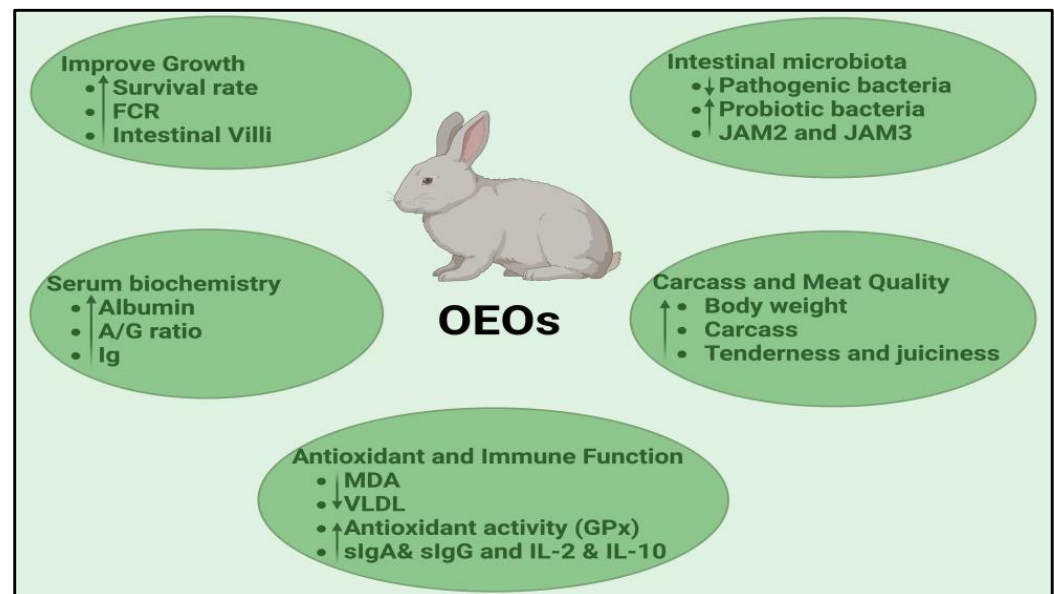 Improve Growth
• Survival rate
• FCR
• Intestinal Villi
Intestinal microbiota
• Pathogenic bacteria
• Probiotic bacteria
• JAM2 and JAM3
Serum biochemistry
• Albumin
• A/G ratio
• Ig
OEOs
Carcass and Meat Quality
• Body weight
• Carcass
• Tenderness and juiciness
Antioxidant and Immune Function
• MDA
• VLDL
• Antioxidant activity (GPx)
• sIgA& sIgG and IL-2 & IL-10